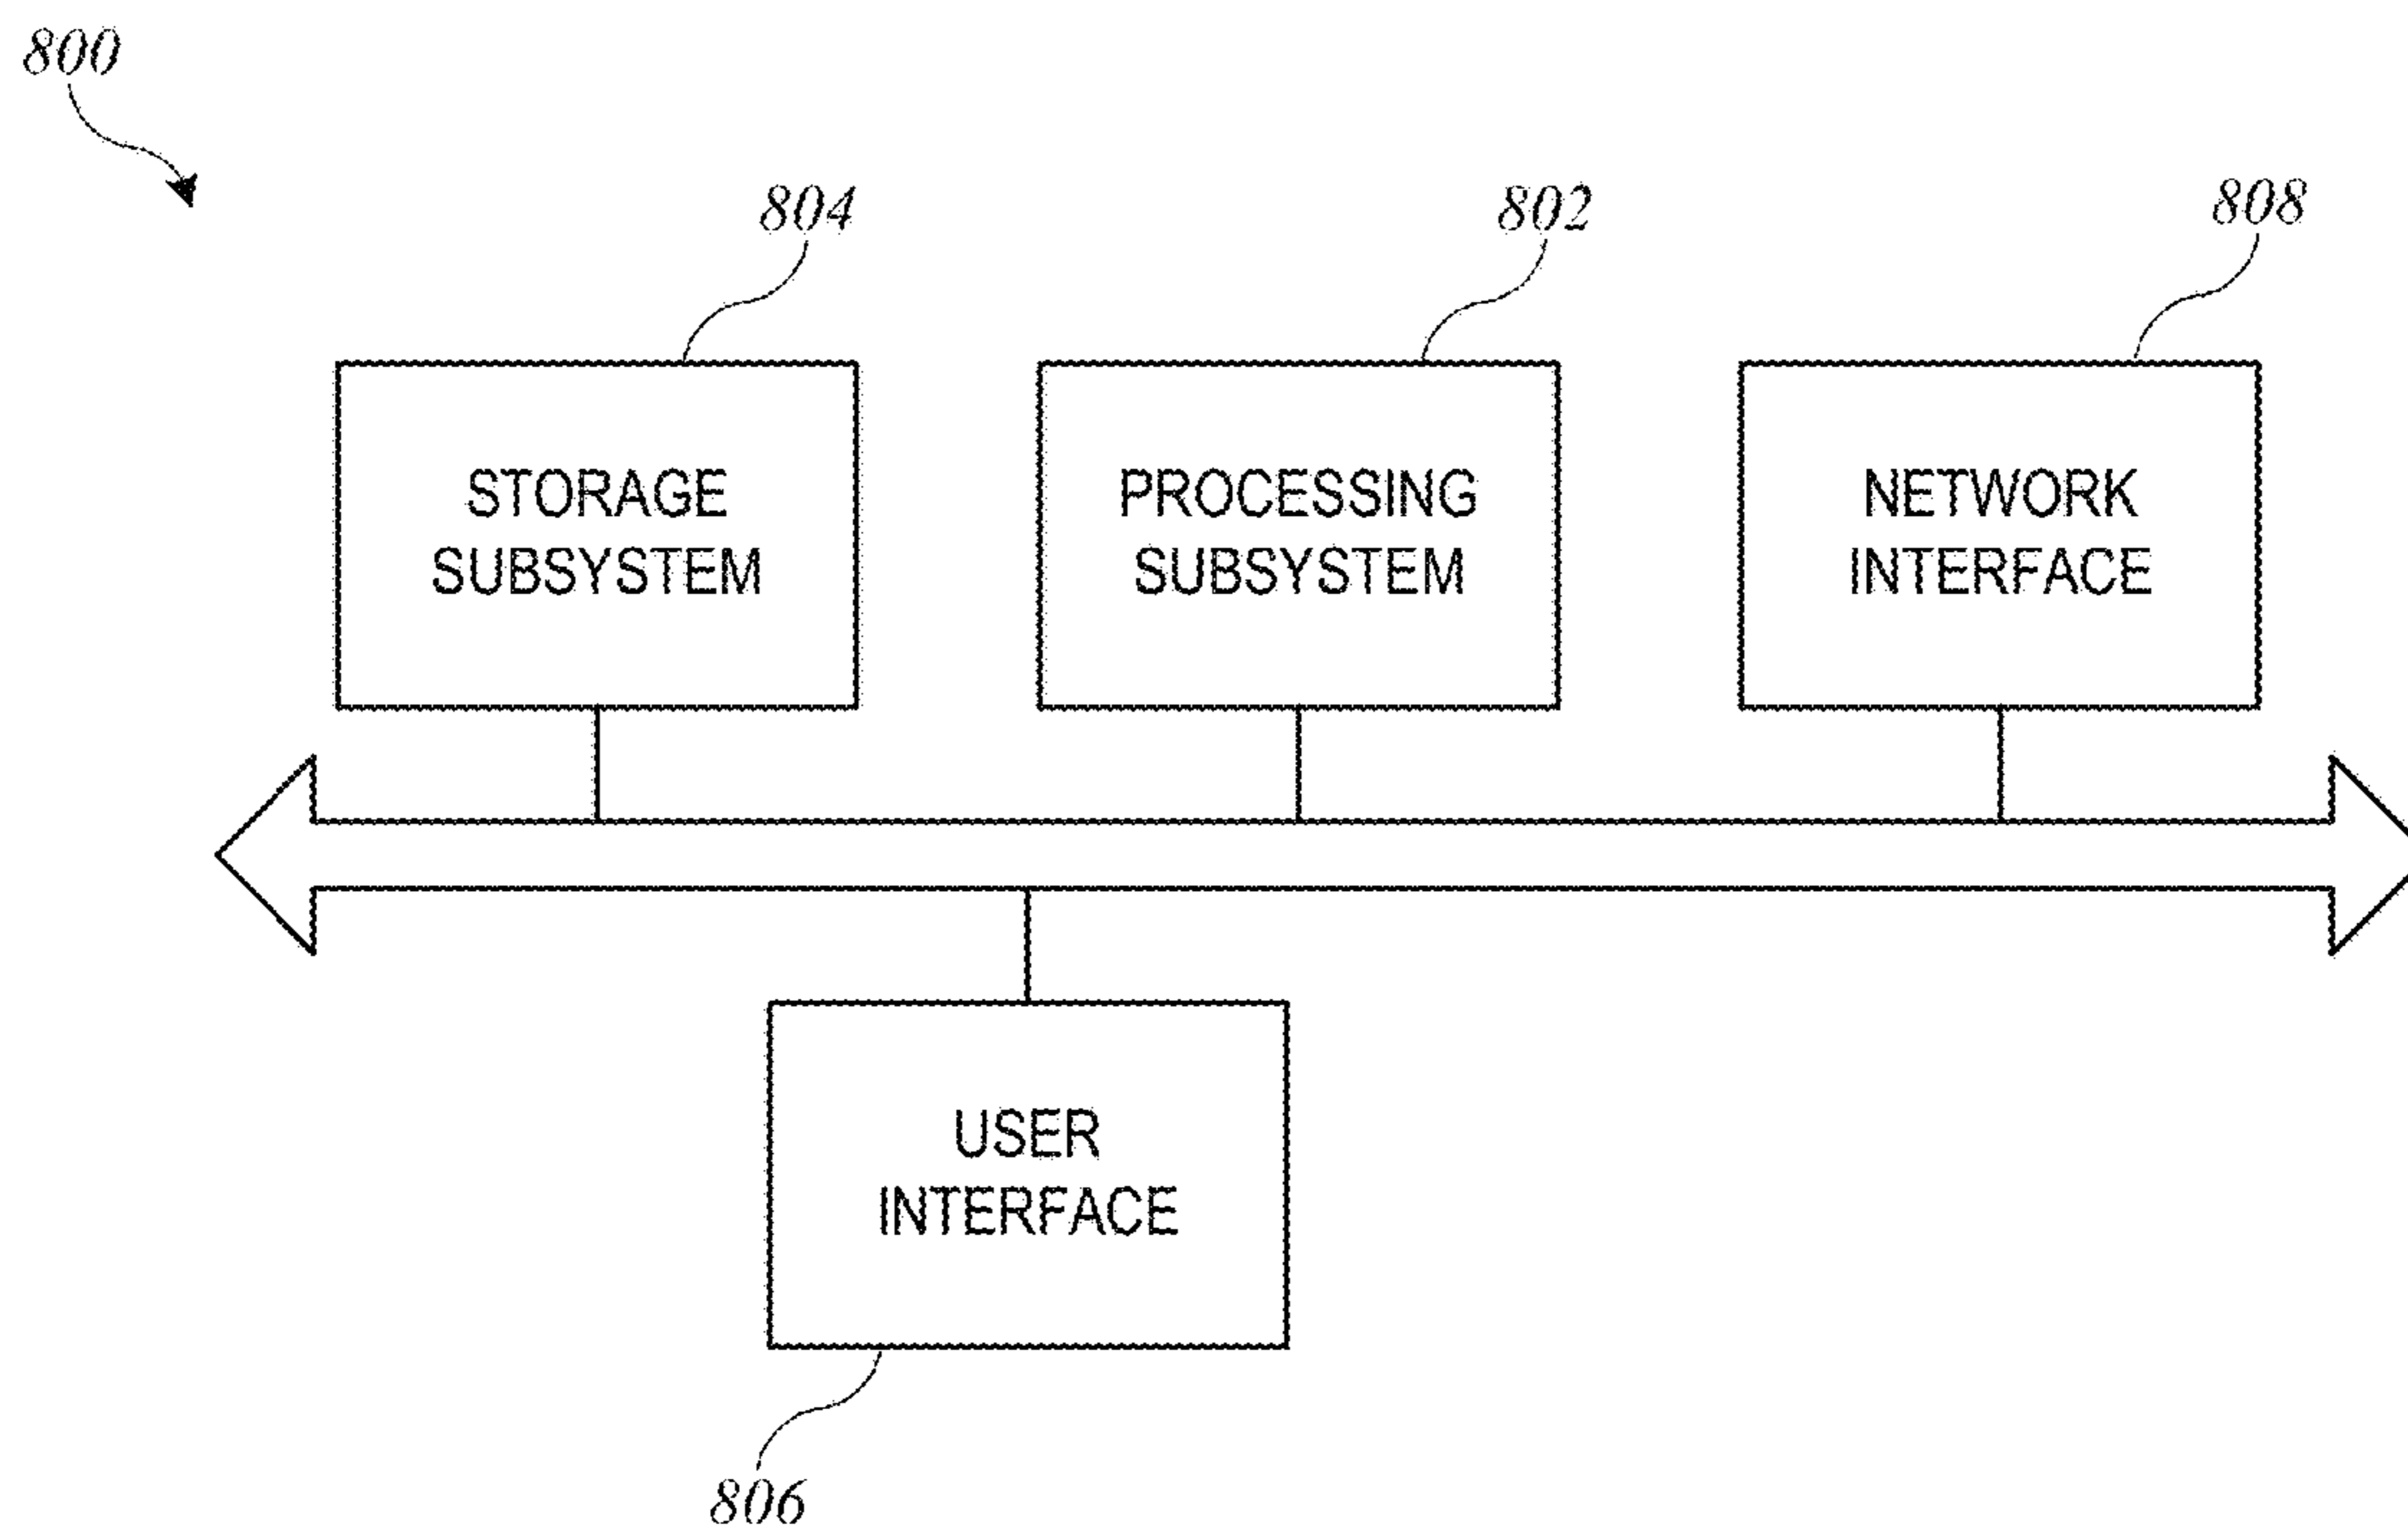 800
804
802
808
STORAGE
SUBSYSTEM
PROCESSING
SUBSYSTEM
NETWORK
INTERFACE
USER
INTERFACE
806